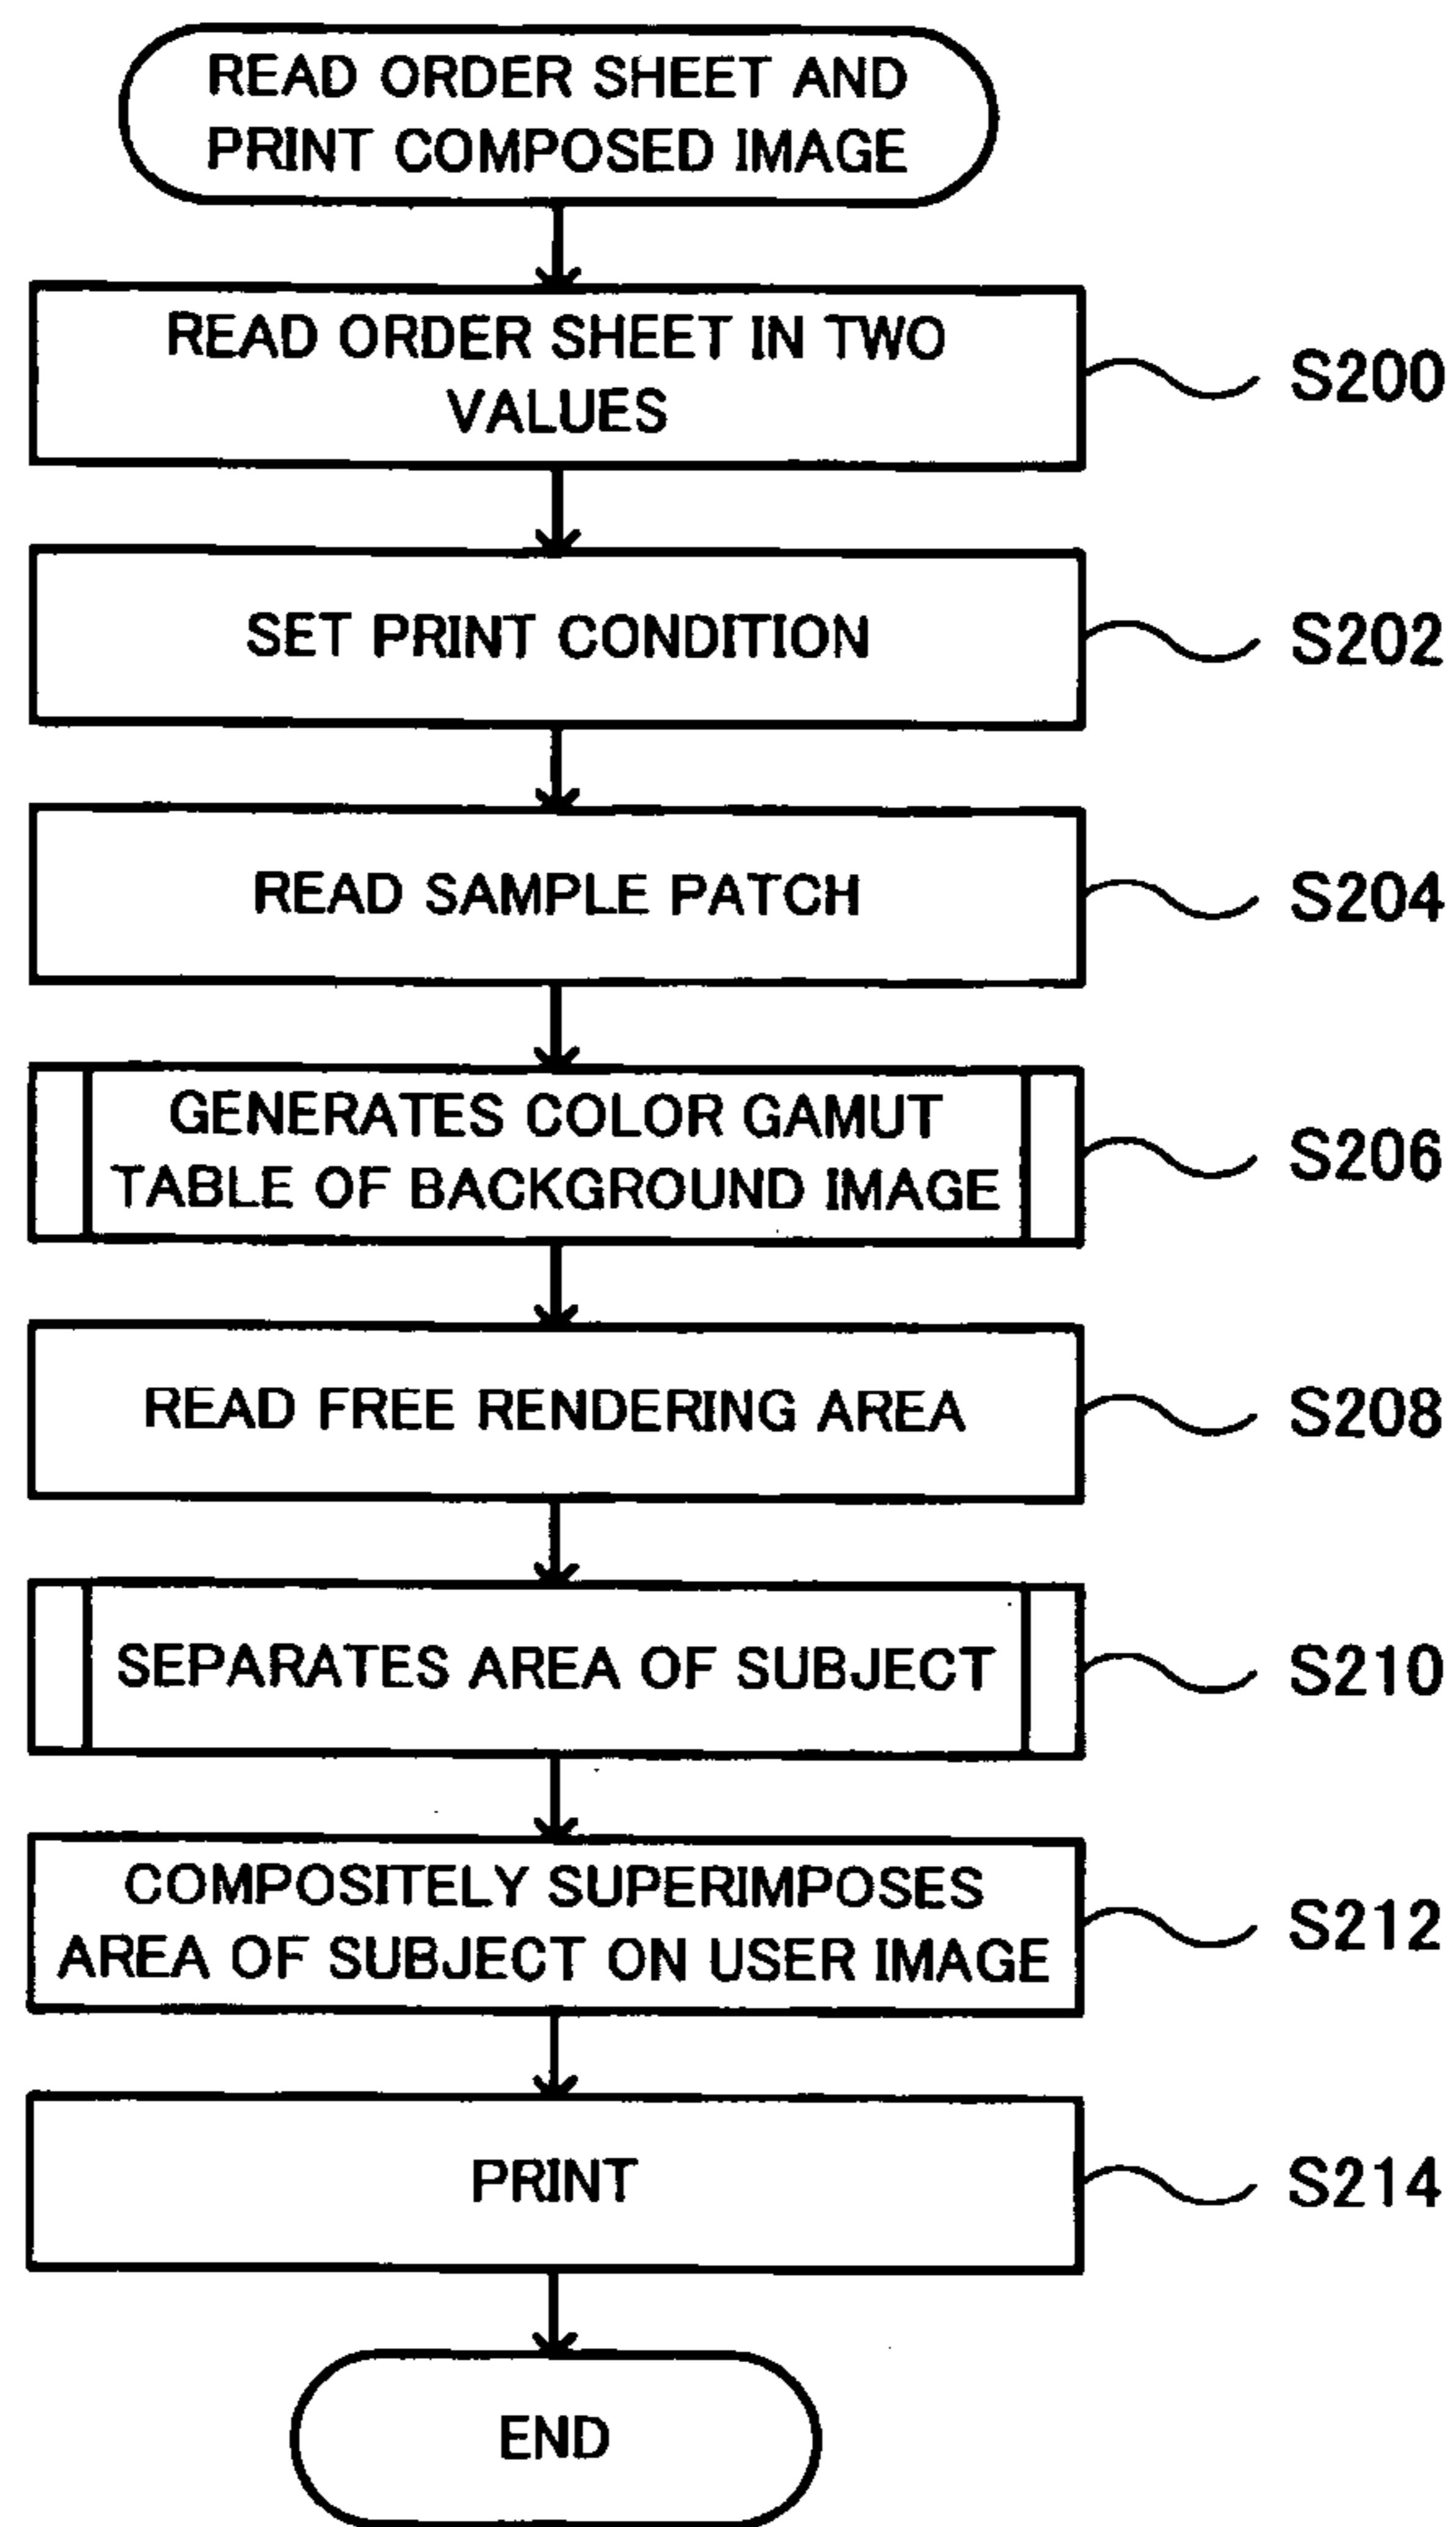 READ ORDER SHEET AND
PRINT COMPOSED IMAGE
READ ORDER SHEET IN TWO
VALUES
S200
SET PRINT CONDITION
S202
READ SAMPLE PATCH
S204
GENERATES COLOR GAMUT
TABLE OF BACKGROUND IMAGE
S206
READ FREE RENDERING AREA
S208
SEPARATES AREA OF SUBJECT
S210
COMPOSITELY SUPERIMPOSES
AREA OF SUBJECT ON USER IMAGE
S212
PRINT
S214
END